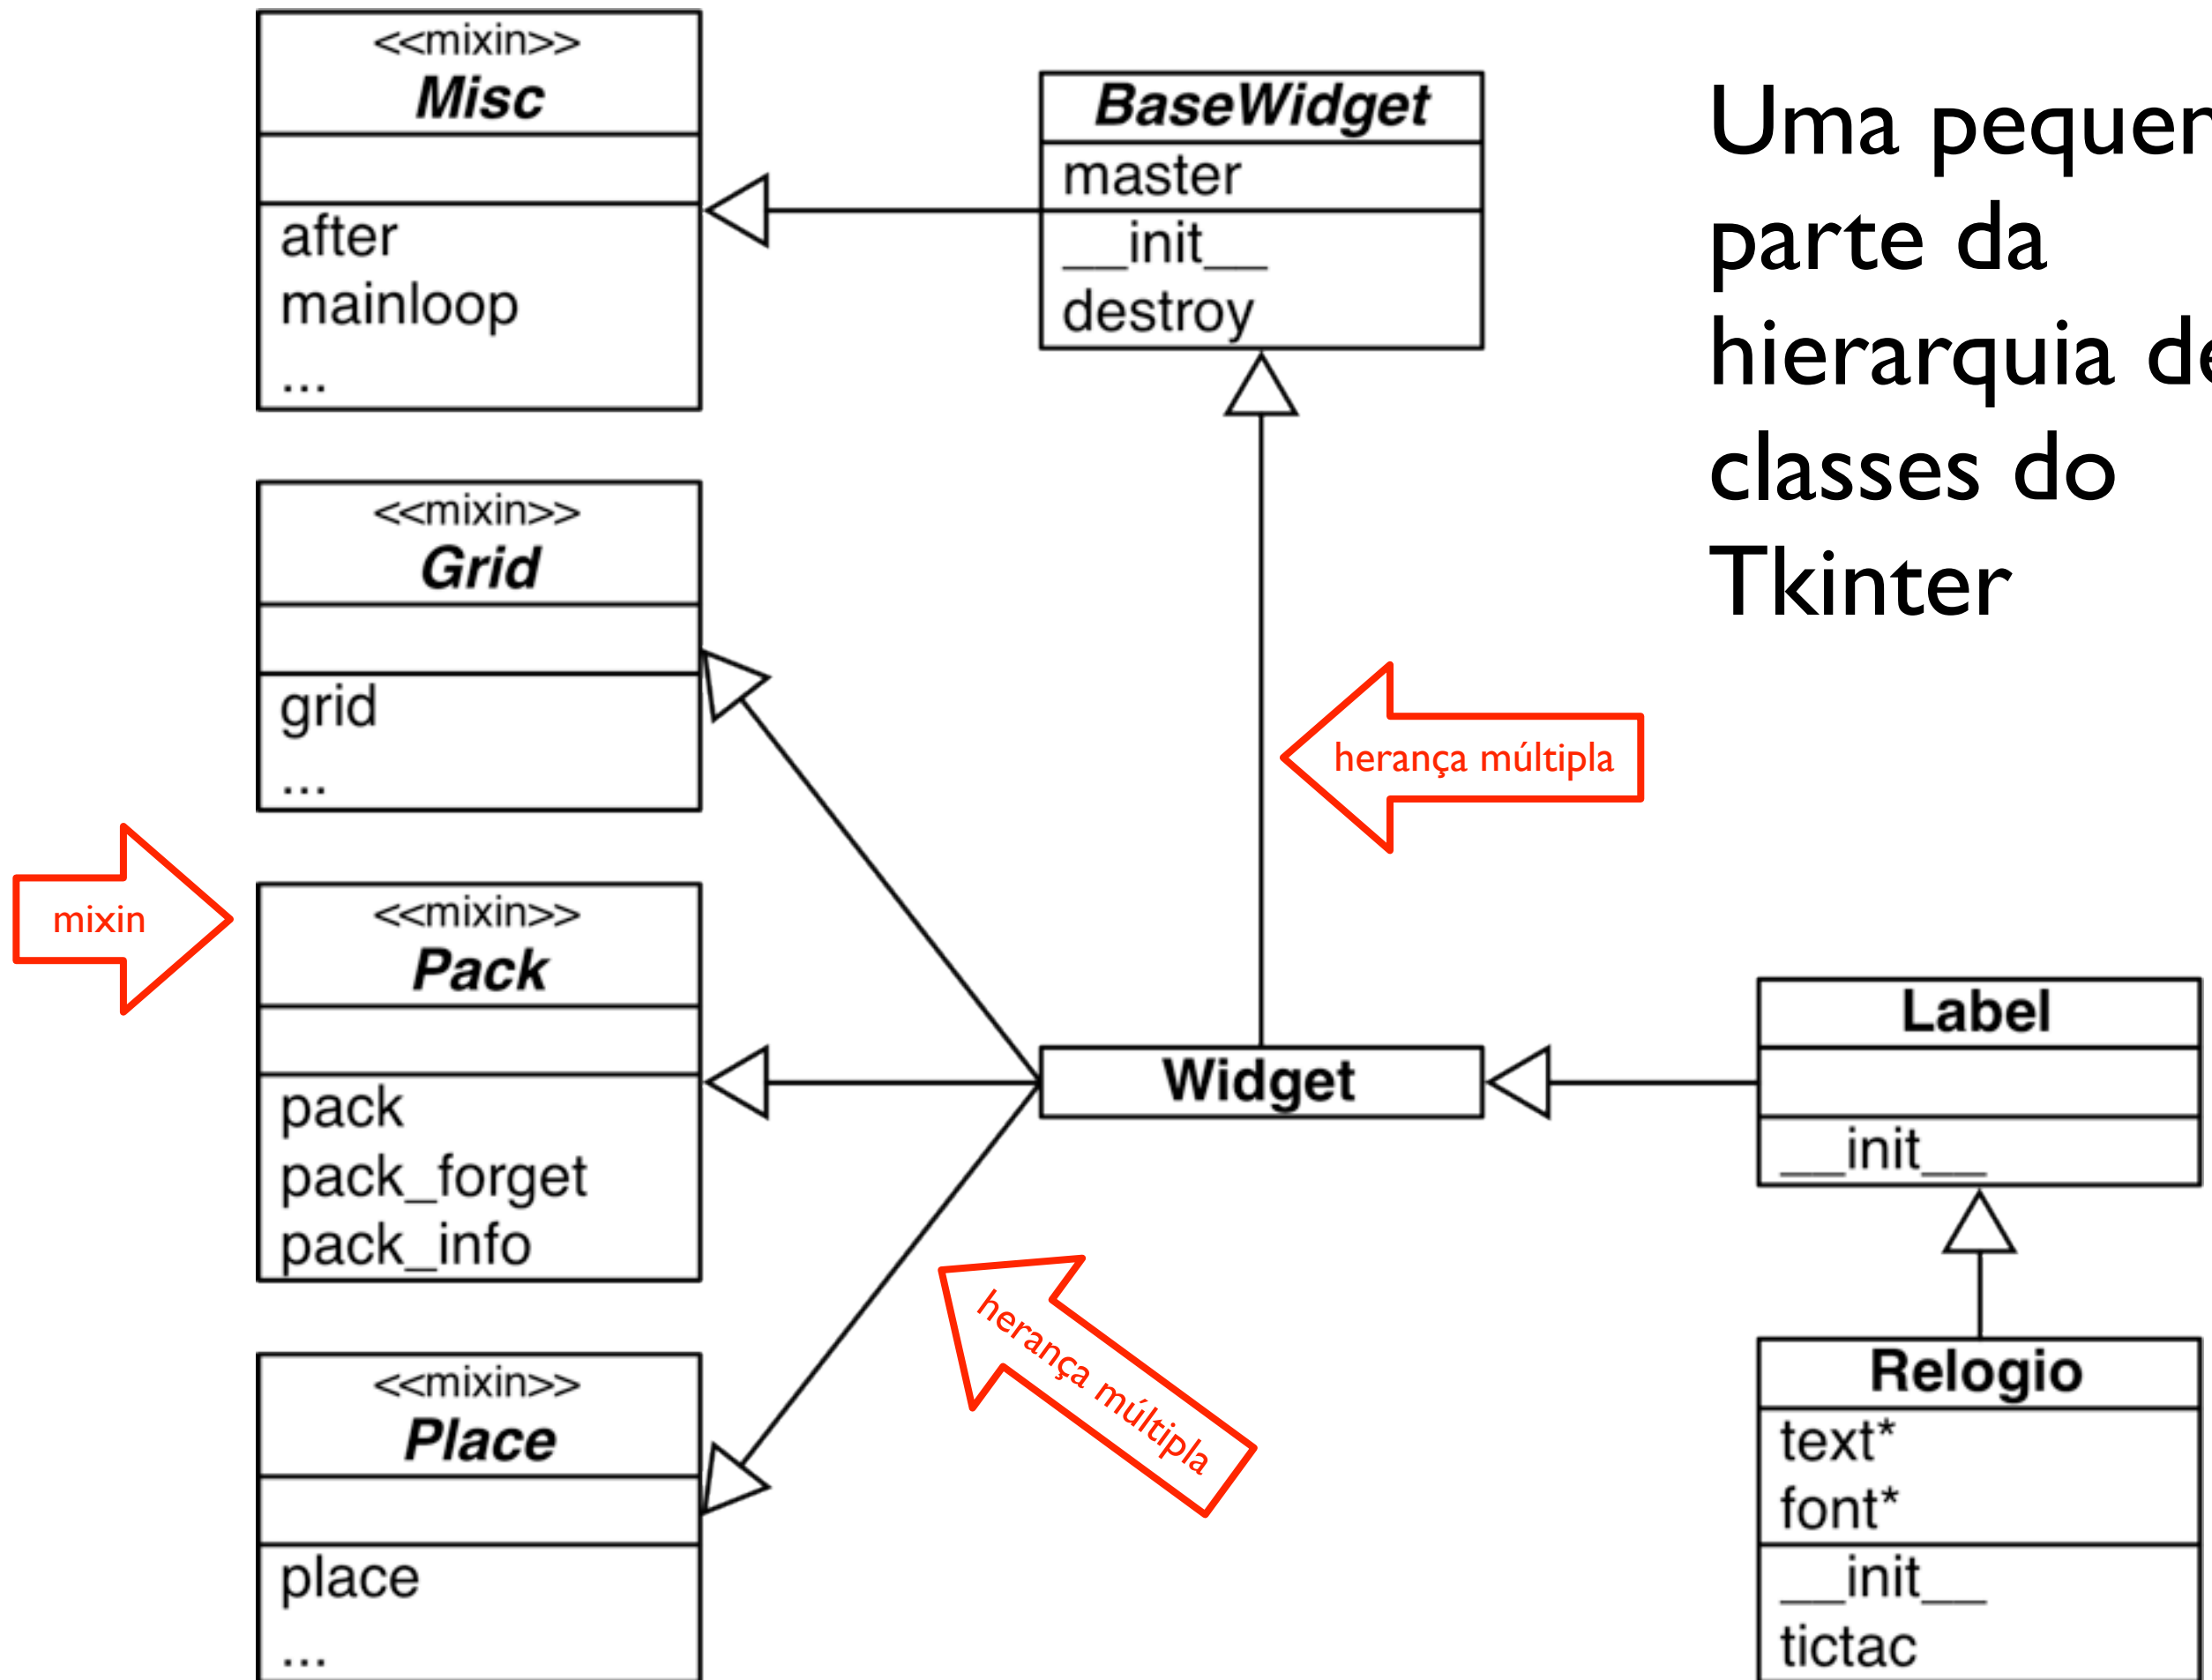 <<mixin>>
Misc
after
mainloop
...
BaseWidget
master
__init__
destroy
Uma pequen
parte da
hierarquia de
classes do
Tkinter
<<mixin>>
Grid
grid
...
herança múltipla
mixin
<<mixin>>
Pack
pack
pack_forget
pack_info
Widget
Label
__init__
herança múltipla
<<mixin>>
Place
place
...
Relogio
text*
font*
__init__
tictac